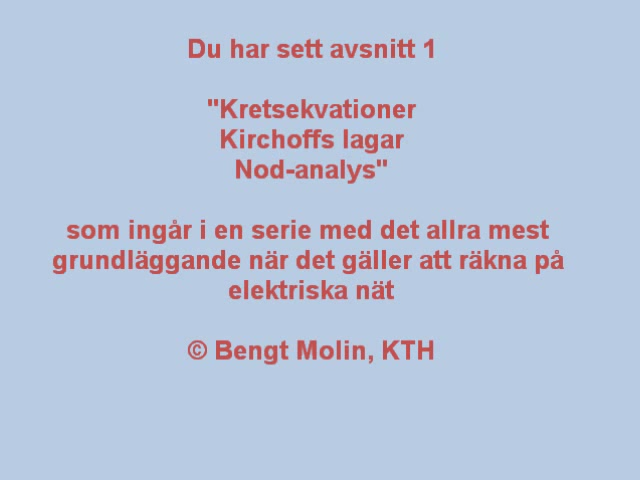 Du har sett avsnitt 1
"Kretsekvationer
Kirchoffs lagar
Nod-analys"
som ingår i en serie med det allra mest
grundläggande när det gäller att räkna på
elektriska nät
© Bengt Molin, KTH